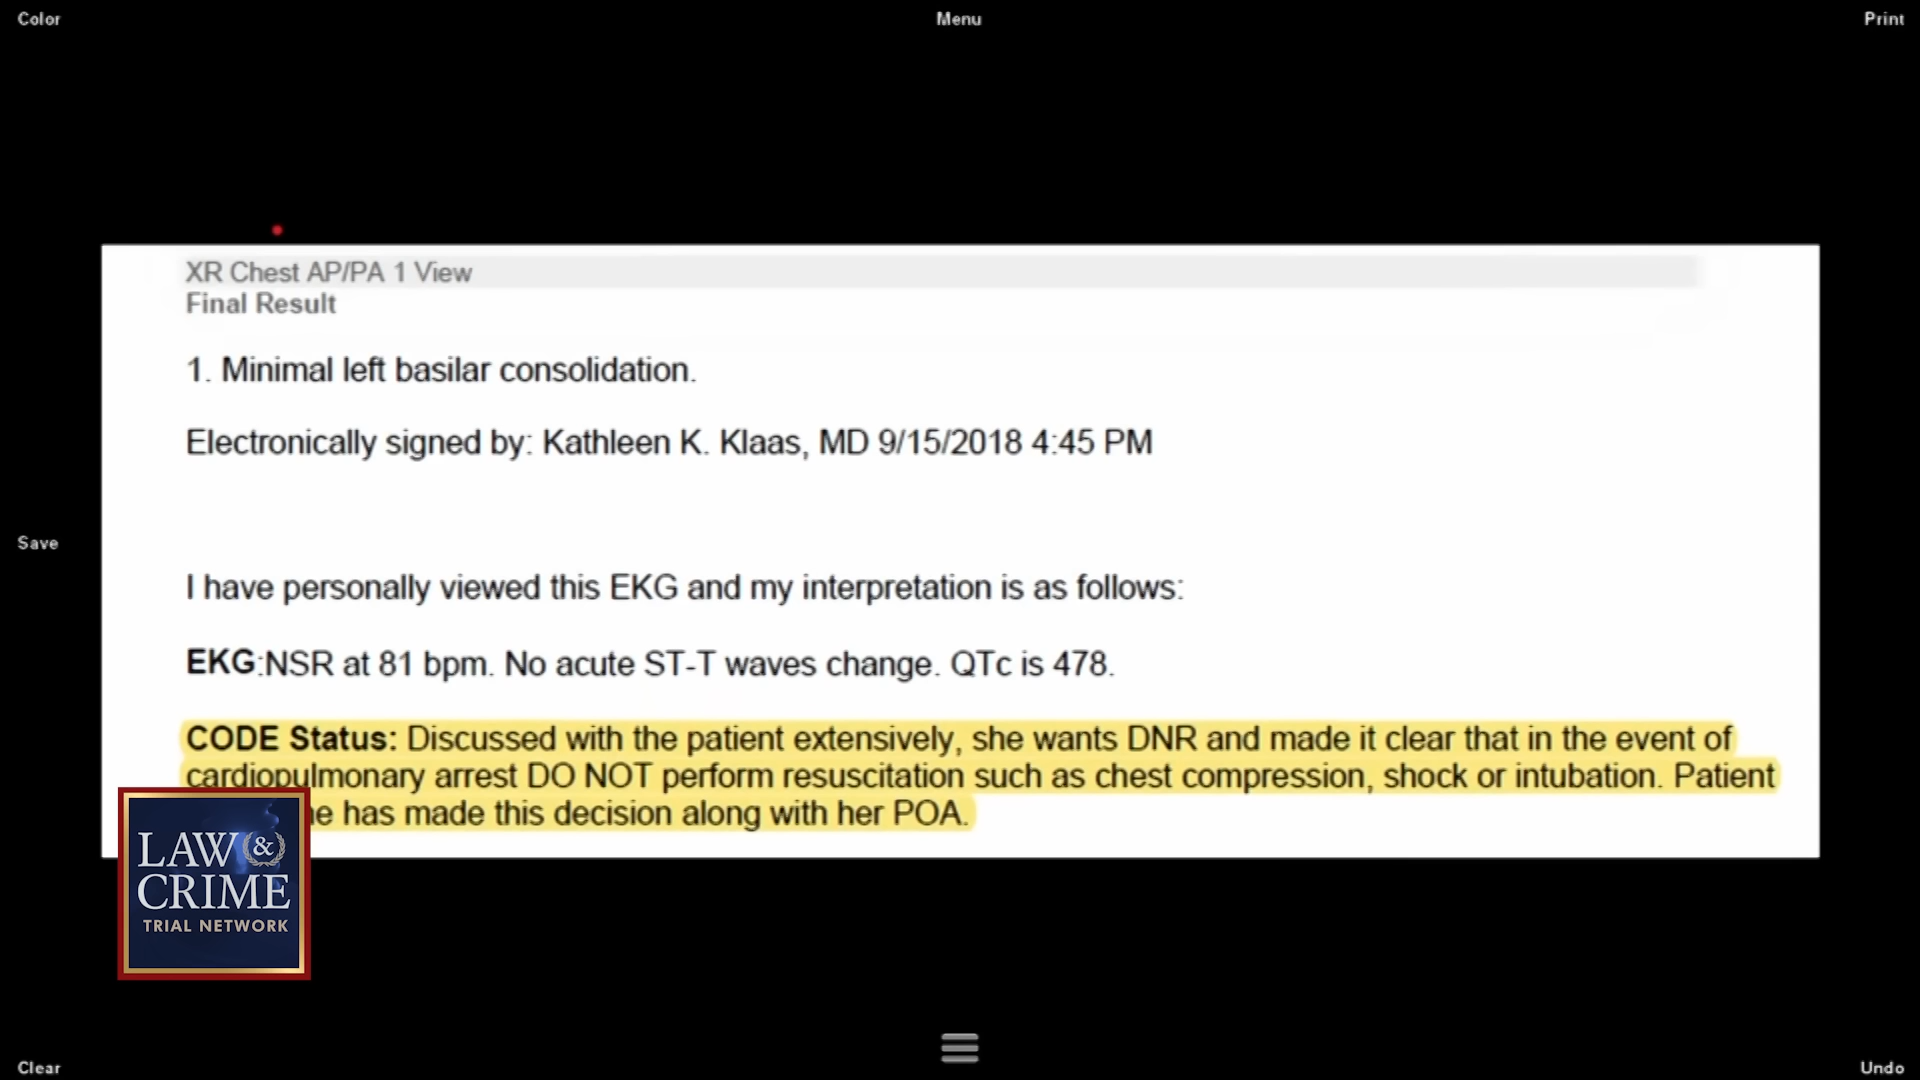 Color
Menu
Print
XR Chest AP/PA 1 View
Final Result
1. Minimal left basilar consolidation.
Electronically signed by: Kathleen K. Klaas, MD 9/15/2018 4:45 PM
Save
I have personally viewed this EKG and my interpretation is as follows:
EKG:NSR at 81 bpm. No acute ST-T waves change. QTc is 478.
CODE Status: Discussed with the patient extensively, she wants DNR and made it clear that in the event of
cardiopulmonary arrest DO NOT perform resuscitation such as chest compression, shock or intubation. Patient
has made this decision along with her POA.
LAW &
CRIME
TRIAL NETWORK
Clear
Undo